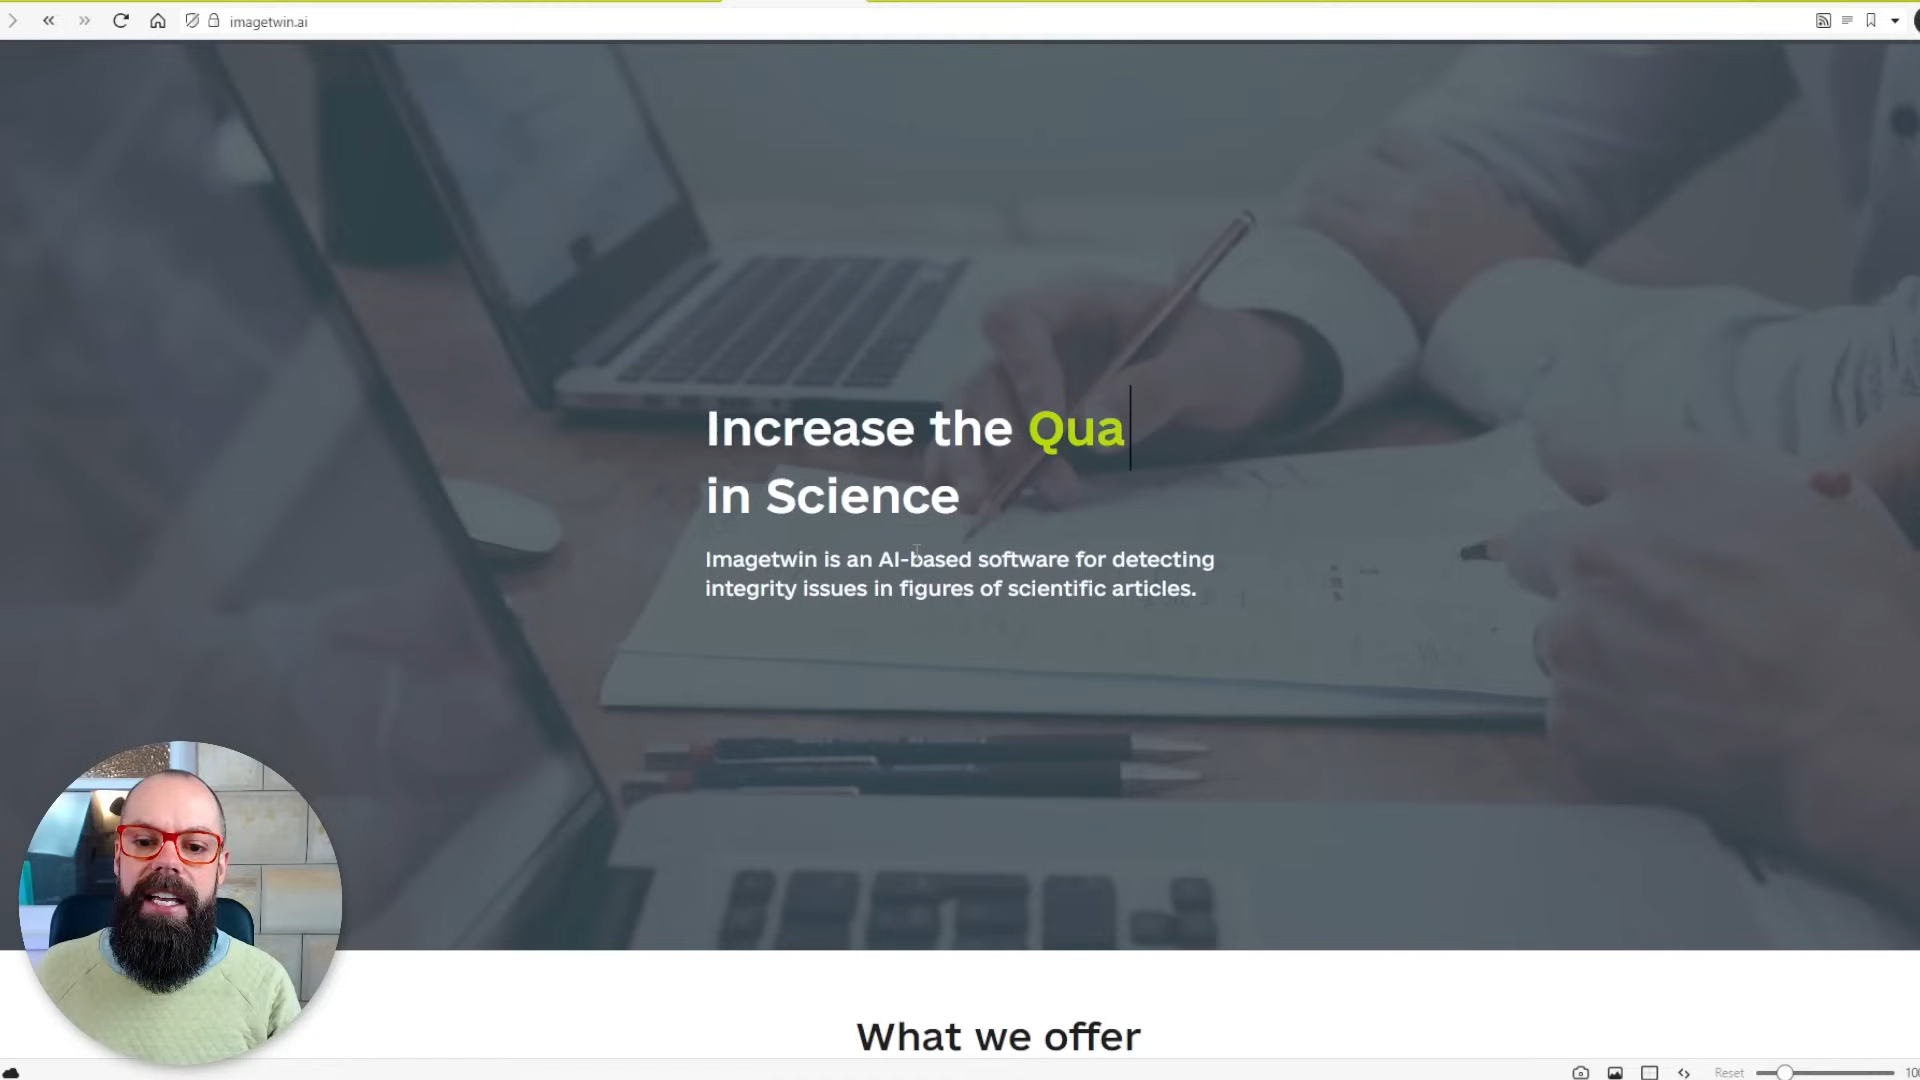 imagetwin.ai
Increase the Qua
in Science
Imagetwin is an AI-based software for detecting
integrity issues in figures of scientific articles.
What we offer
Reset